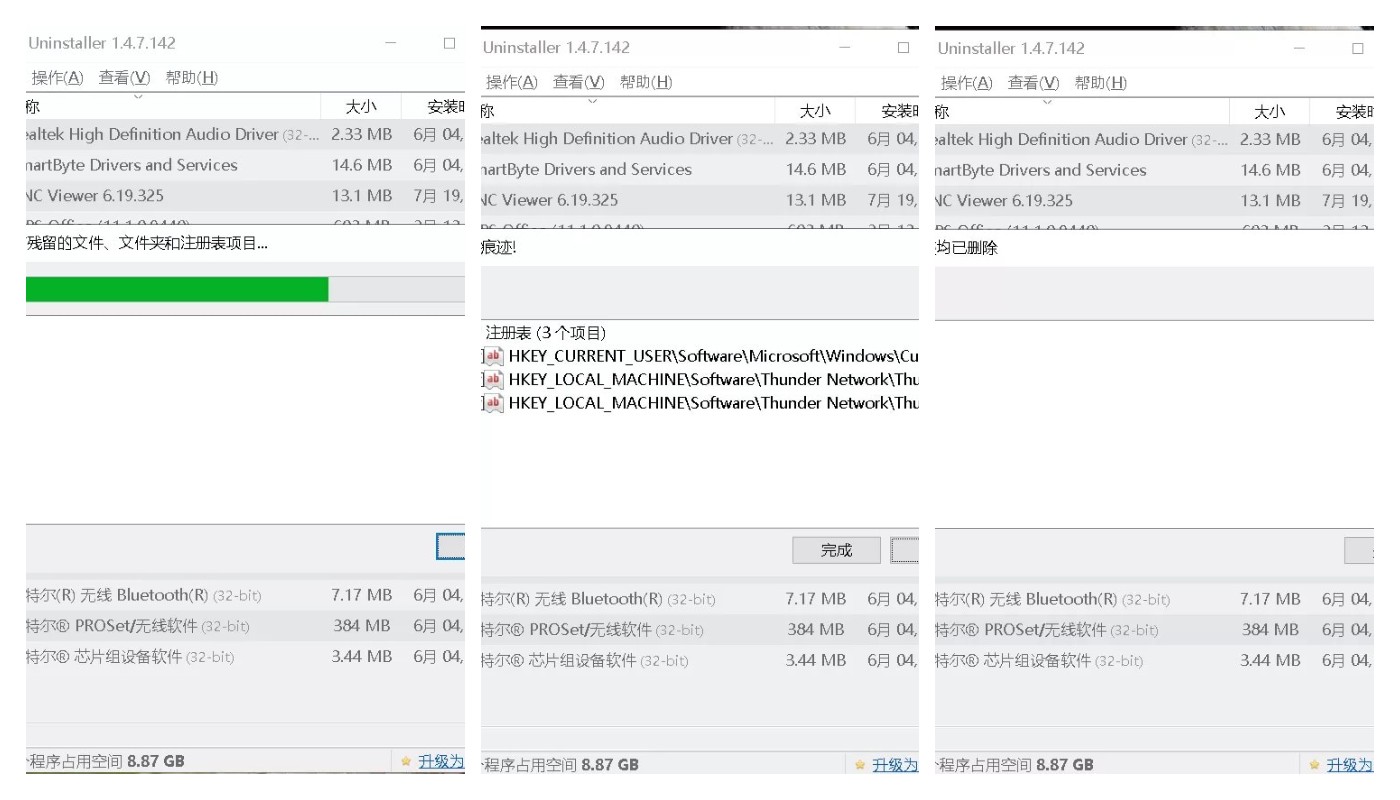 Uninstaller 1.4.7.142
操作(A) 查看(V) 帮助(H)
称 大小 安装时
ealtek High Definition Audio Driver (32-... 2.33 MB 6月 04,
martByte Drivers and Services 14.6 MB 6月 04,
NC Viewer 6.19.325 13.1 MB 7月 19,
残留的文件、文件夹和注册表项目...
特尔(R) 无线 Bluetooth(R) (32-bit) 7.17 MB 6月 04,
特尔® PROSet/无线软件 (32-bit) 384 MB 6月 04,
特尔® 芯片组设备软件 (32-bit) 3.44 MB 6月 04,
程序占用空间 8.87 GB 升级为
Uninstaller 1.4.7.142
操作(A) 查看(V) 帮助(H)
称 大小 安装时
ealtek High Definition Audio Driver (32-... 2.33 MB 6月 04,
martByte Drivers and Services 14.6 MB 6月 04,
NC Viewer 6.19.325 13.1 MB 7月 19,
痕迹!
注册表 (3 个项目)
HKEY_CURRENT_USER\Software\Microsoft\Windows\Cu
HKEY_LOCAL_MACHINE\Software\Thunder Network\Thu
HKEY_LOCAL_MACHINE\Software\Thunder Network\Thu
完成
特尔(R) 无线 Bluetooth(R) (32-bit) 7.17 MB 6月 04,
特尔® PROSet/无线软件 (32-bit) 384 MB 6月 04,
特尔® 芯片组设备软件 (32-bit) 3.44 MB 6月 04,
程序占用空间 8.87 GB 升级为
Uninstaller 1.4.7.142
操作(A) 查看(V) 帮助(H)
称 大小 安装时
ealtek High Definition Audio Driver (32-... 2.33 MB 6月 04,
martByte Drivers and Services 14.6 MB 6月 04,
NC Viewer 6.19.325 13.1 MB 7月 19,
均已删除
特尔(R) 无线 Bluetooth(R) (32-bit) 7.17 MB 6月 04,
特尔® PROSet/无线软件 (32-bit) 384 MB 6月 04,
特尔® 芯片组设备软件 (32-bit) 3.44 MB 6月 04,
程序占用空间 8.87 GB 升级为